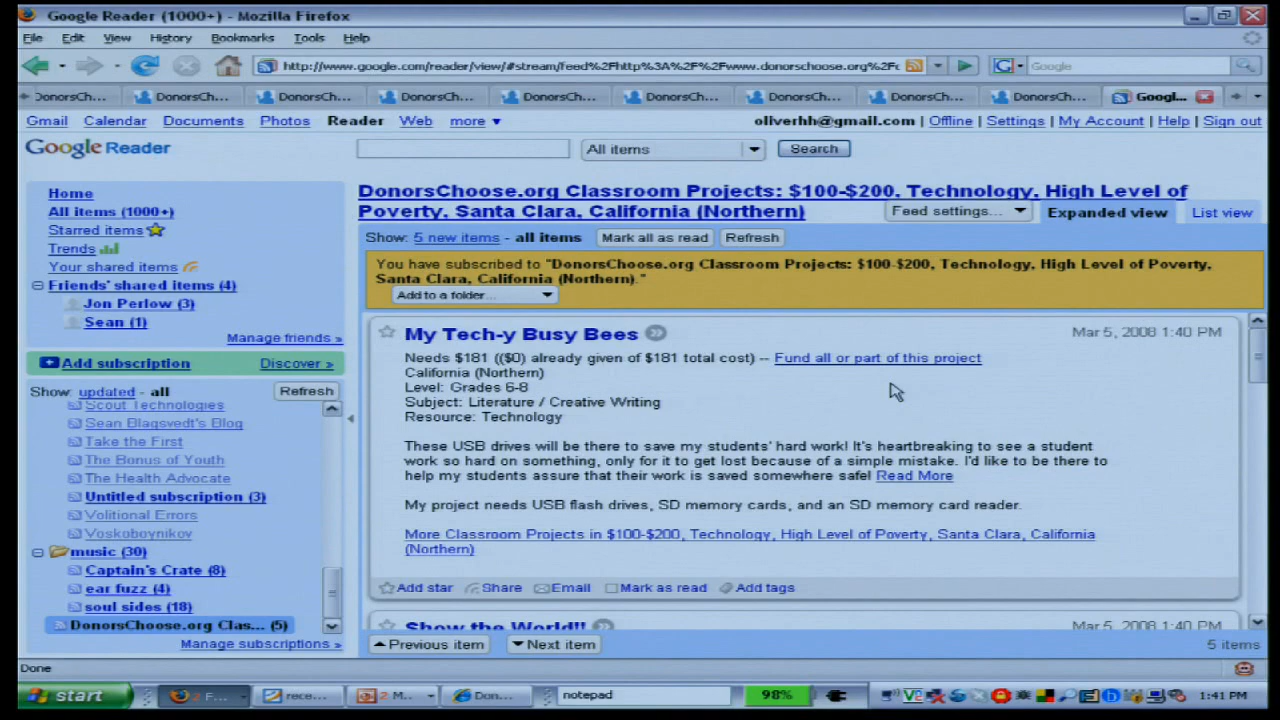 Google Reader (1000+) - Mozilla Firefox
File Edit View History Bookmarks Tools Help
http://www.google.com/reader/view/#stream/feed%2Fhttp%3A%2F%2Fwww.donorschoose.org%2Fc
Google
DonorsCh... DonorsCh... DonorsCh... DonorsCh... DonorsCh... DonorsCh... DonorsCh... DonorsCh... DonorsCh... Googl...
Gmail Calendar Documents Photos Reader Web more
oliverhh@gmail.com | Offline | Settings | My Account | Help | Sign out
Google Reader
All items
Search
Home
All items (1000+)
Starred items
Trends
Your shared items
Friends' shared items (4)
Jon Perlow (3)
Sean (1)
Manage friends »
Add subscription Discover »
Show: updated - all Refresh
Scout Technologies
Sean Blagsvedt's Blog
Take the First
The Bonus of Youth
The Health Advocate
Untitled subscription (3)
Volitional Errors
Voskoboynikov
music (30)
Captain's Crate (8)
ear fuzz (4)
soul sides (18)
DonorsChoose.org Clas... (5)
Manage subscriptions »
DonorsChoose.org Classroom Projects: $100-$200, Technology, High Level of
Poverty, Santa Clara, California (Northern)
Feed settings... Expanded view List view
Show: 5 new items - all items Mark all as read Refresh
You have subscribed to "DonorsChoose.org Classroom Projects: $100-$200, Technology, High Level of Poverty,
Santa Clara, California (Northern)."
Add to a folder...
My Tech-y Busy Bees » Mar 5, 2008 1:40 PM
Needs $181 (($0) already given of $181 total cost) -- Fund all or part of this project
California (Northern)
Level: Grades 6-8
Subject: Literature / Creative Writing
Resource: Technology
These USB drives will be there to save my students' hard work! It's heartbreaking to see a student
work so hard on something, only for it to get lost because of a simple mistake. I'd like to be there to
help my students assure that their work is saved somewhere safe! Read More
My project needs USB flash drives, SD memory cards, and an SD memory card reader.
More Classroom Projects in $100-$200, Technology, High Level of Poverty, Santa Clara, California
(Northern)
Add star Share Email Mark as read Add tags
Show the World!! » Mar 5, 2008 1:40 PM
Previous item Next item 5 items
Done
start 2 F... rece... 2 M... Don... notepad 98% 1:41 PM